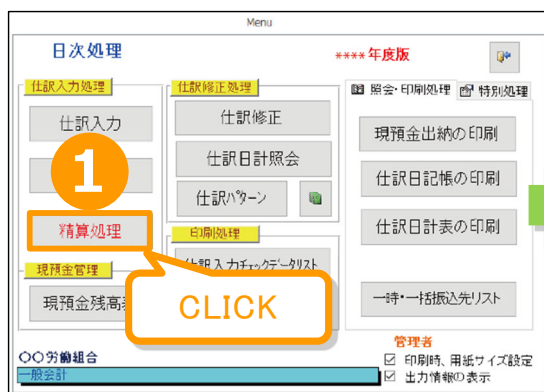 Menu
日次処理
****年度版
仕訳入力処理
仕訳入力
1
精算処理
現預金管理
現預金残高
仕訳修正処理
仕訳修正
仕訳日計照会
仕訳パターン
印刷処理
仕訳入力チェックデータリスト
CLICK
照会・印刷処理
特別処理
現預金出納の印刷
仕訳日記帳の印刷
仕訳日計表の印刷
一時・一括振込先リスト
管理者
印刷時、用紙サイズ設定
出力情報の表示
〇〇労働組合
一般会計